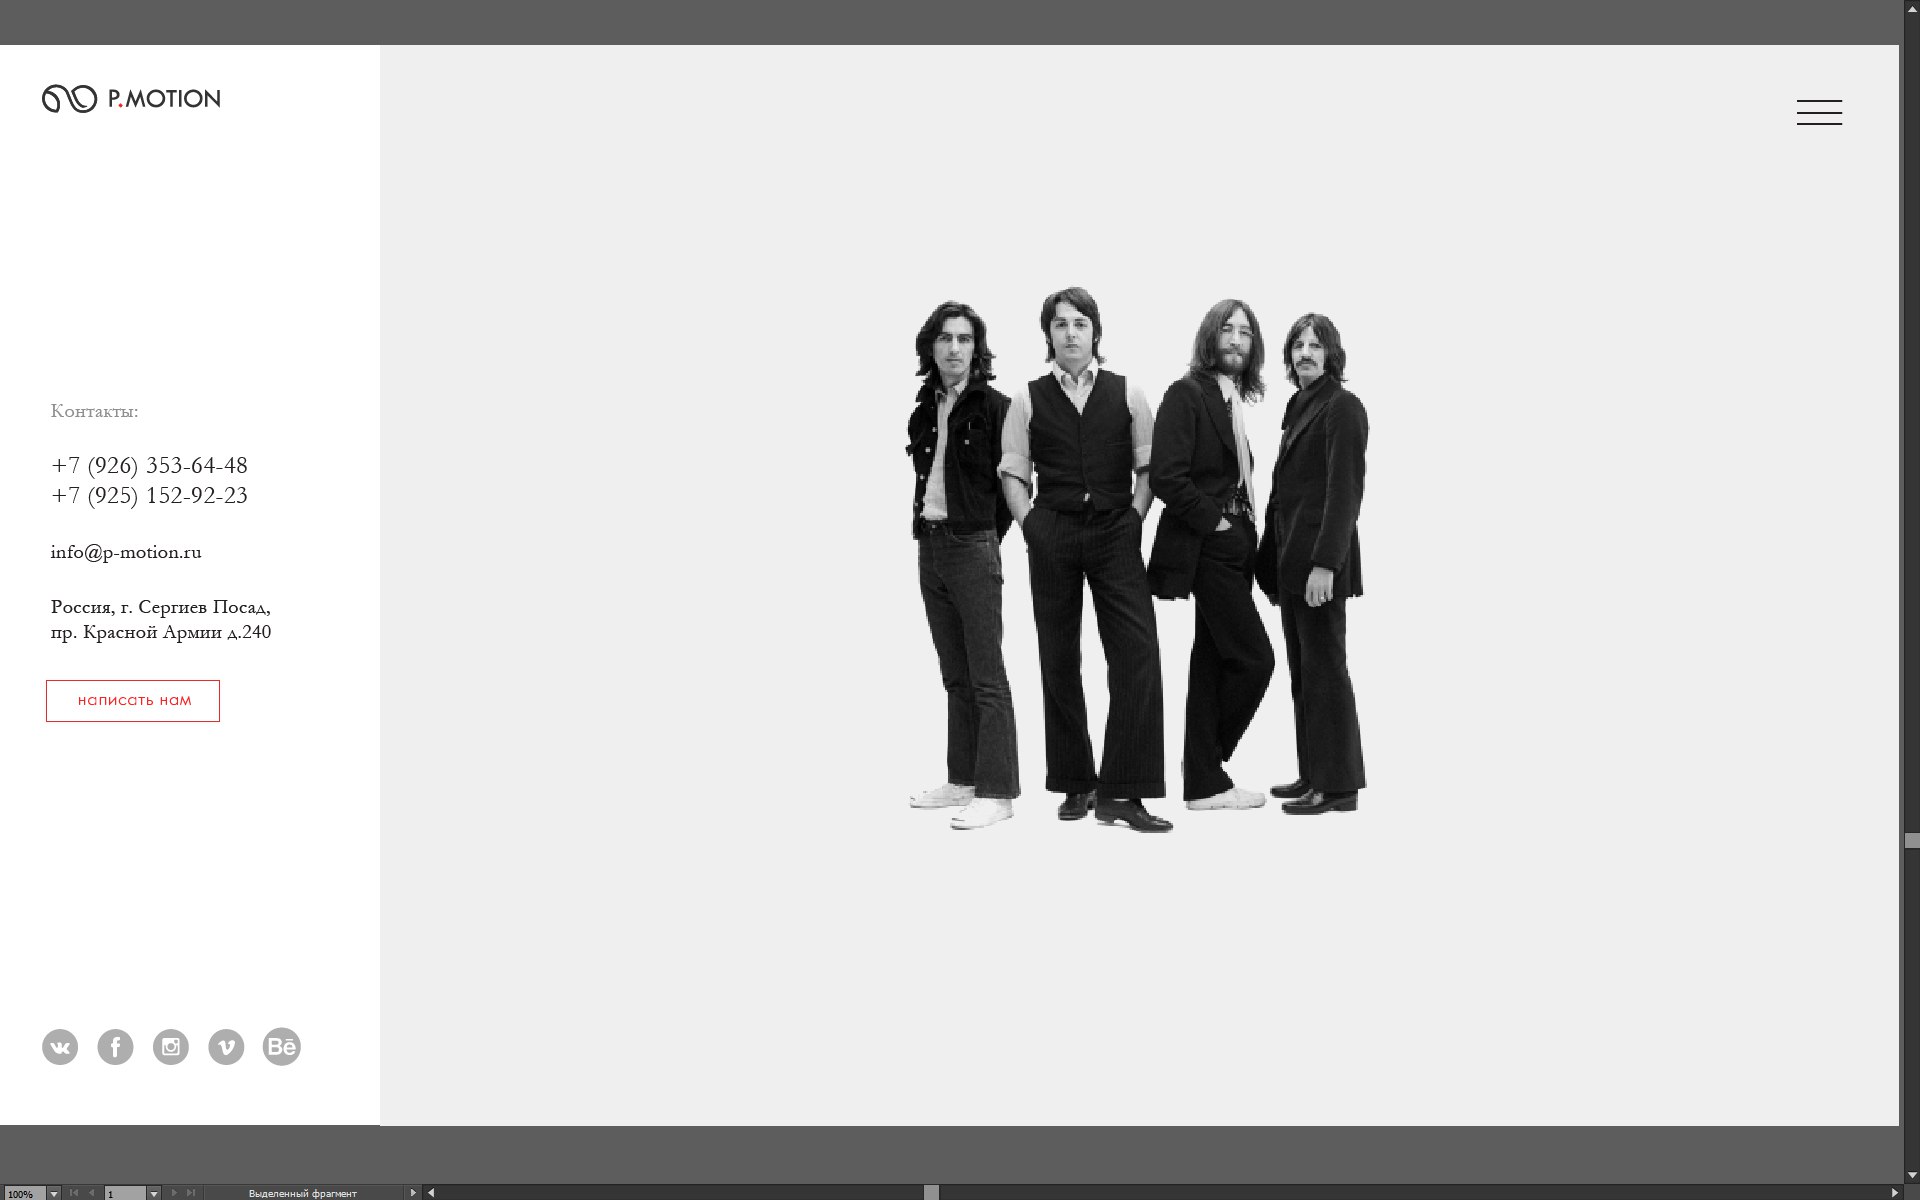 P.MOTION
Контакты:
+7 (926) 353-64-48
+7 (925) 152-92-23
info@p-motion.ru
Россия, г. Сергиев Посад,
пр. Красной Армии д.240
написать нам
Bē
100%
1
Выделенный фрагмент